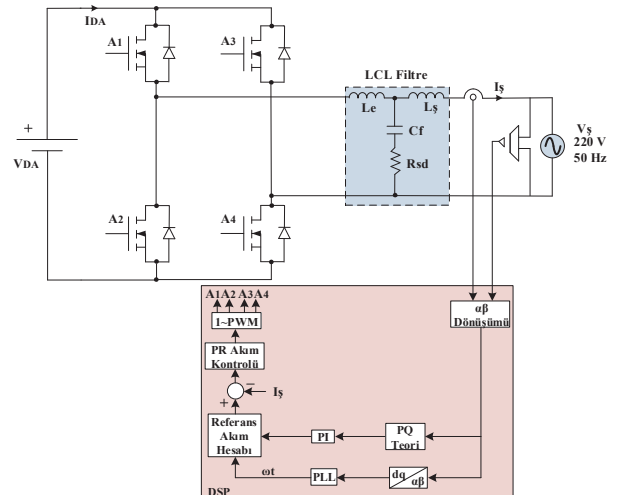 IDA
A1
A3
LCL Filtre
Le
Lş
Iş
Cf
Rsd
+
VDA
Vş
220 V
50 Hz
A2
A4
A1A2 A3A4
1~PWM
αβ
Dönüşümü
PR Akım
Kontrolü
−
+
Iş
Referans
Akım
Hesabı
PI
PQ
Teori
ωt
PLL
dq
αβ
DSP